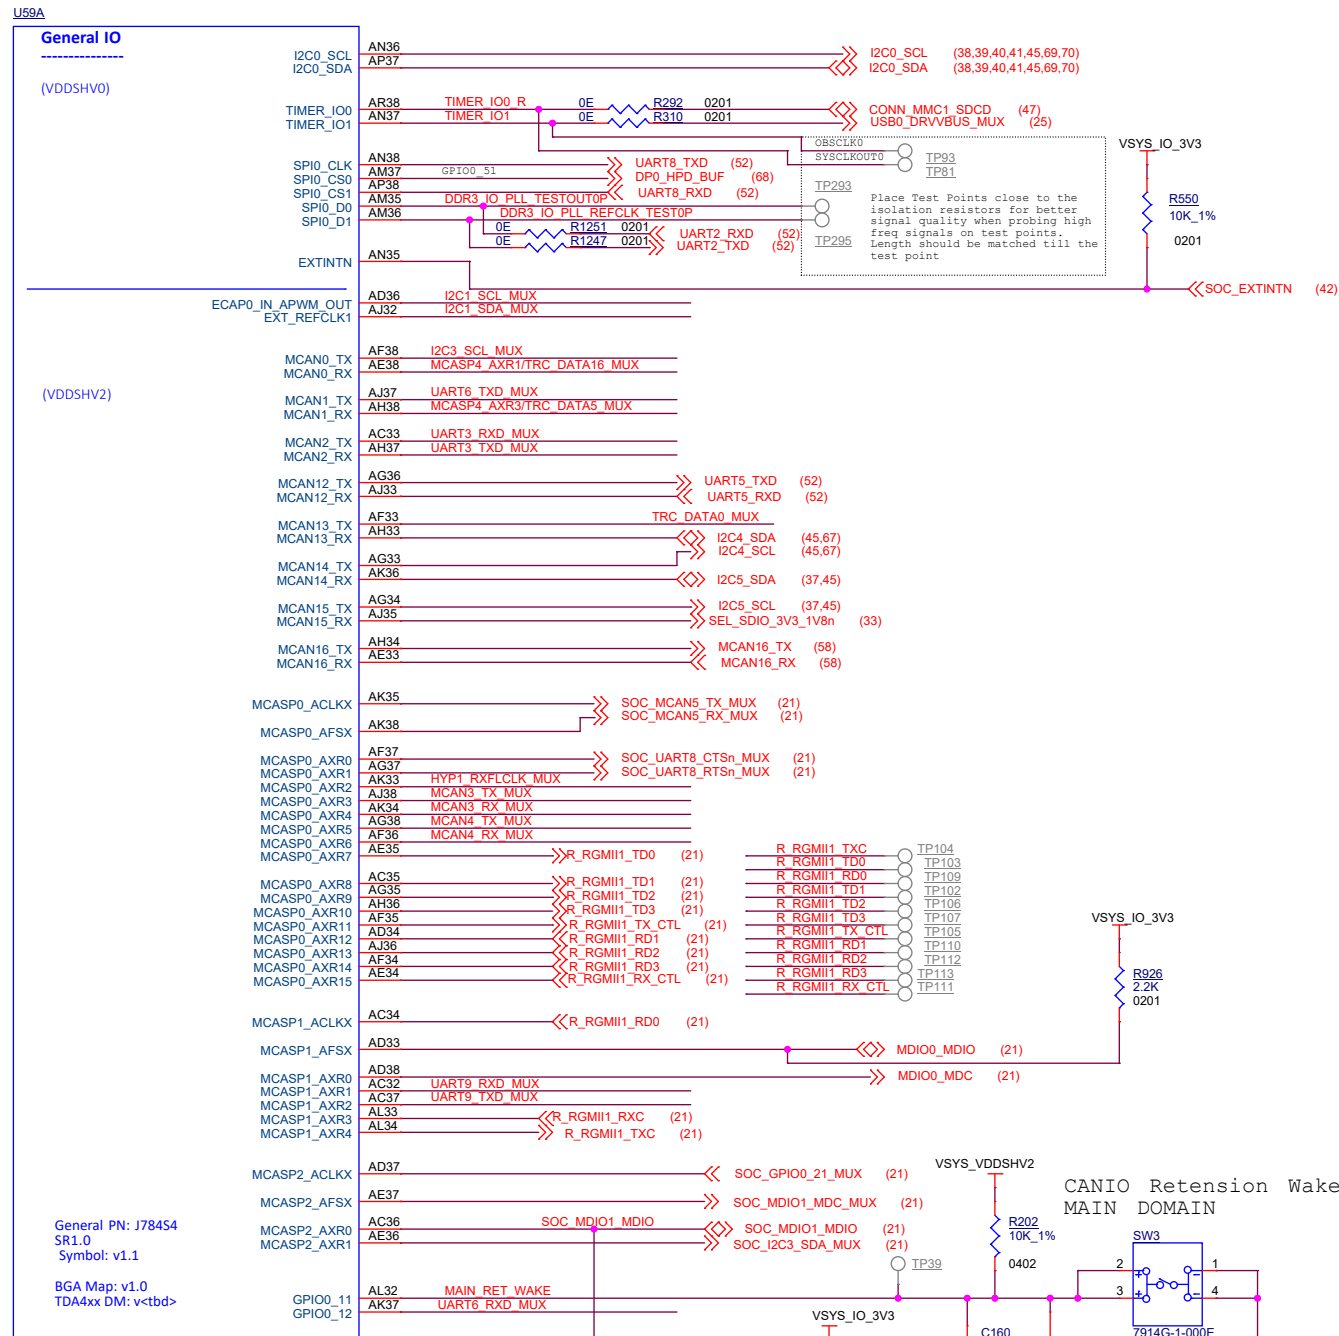 U59A
General IO
---------------
(VDDSHV0)
I2C0_SCL AN36 I2C0_SCL (38,39,40,41,45,69,70)
I2C0_SDA AP37 I2C0_SDA (38,39,40,41,45,69,70)
TIMER_IO0 AR38 TIMER_IO0_R 0E R292 0201 CONN_MMC1_SDCD (47)
TIMER_IO1 AN37 TIMER_IO1 0E R310 0201 USB0_DRVVBUS_MUX (25)
OBSCLK0 TP93
SYSCLKOUT0 TP81
VSYS_IO_3V3
SPI0_CLK AN38 UART8_TXD (52)
SPI0_CS0 AM37 GPIO0_51 DP0_HPD_BUF (68)
SPI0_CS1 AP38 UART8_RXD (52)
SPI0_D0 AM35 DDR3_IO_PLL_TESTOUT0P TP293
SPI0_D1 AM36 DDR3_IO_PLL_REFCLK_TEST0P TP295
0E R1251 0201 UART2_RXD (52)
0E R1247 0201 UART2_TXD (52)
Place Test Points close to the
isolation resistors for better
signal quality when probing high
freq signals on test points.
Length should be matched till the
test point
R550
10K_1%
0201
EXTINTN AN35 SOC_EXTINTN (42)
ECAP0_IN_APWM_OUT AD36 I2C1_SCL_MUX
EXT_REFCLK1 AJ32 I2C1_SDA_MUX
MCAN0_TX AF38 I2C3_SCL_MUX
MCAN0_RX AE38 MCASP4_AXR1/TRC_DATA16_MUX
(VDDSHV2)
MCAN1_TX AJ37 UART6_TXD_MUX
MCAN1_RX AH38 MCASP4_AXR3/TRC_DATA5_MUX
MCAN2_TX AC33 UART3_RXD_MUX
MCAN2_RX AH37 UART3_TXD_MUX
MCAN12_TX AG36 UART5_TXD (52)
MCAN12_RX AJ33 UART5_RXD (52)
MCAN13_TX AF33 TRC_DATA0_MUX
MCAN13_RX AH33 I2C4_SDA (45,67)
I2C4_SCL (45,67)
MCAN14_TX AG33
MCAN14_RX AK36 I2C5_SDA (37,45)
MCAN15_TX AG34 I2C5_SCL (37,45)
MCAN15_RX AJ35 SEL_SDIO_3V3_1V8n (33)
MCAN16_TX AH34 MCAN16_TX (58)
MCAN16_RX AE33 MCAN16_RX (58)
MCASP0_ACLKX AK35 SOC_MCAN5_TX_MUX (21)
SOC_MCAN5_RX_MUX (21)
MCASP0_AFSX AK38
MCASP0_AXR0 AF37 SOC_UART8_CTSn_MUX (21)
MCASP0_AXR1 AG37 SOC_UART8_RTSn_MUX (21)
MCASP0_AXR2 AK33 HYP1_RXFLCLK_MUX
MCASP0_AXR3 AJ38 MCAN3_TX_MUX
MCASP0_AXR4 AK34 MCAN3_RX_MUX
MCASP0_AXR5 AG38 MCAN4_TX_MUX
MCASP0_AXR6 AF36 MCAN4_RX_MUX
MCASP0_AXR7 AE35 R_RGMII1_TD0 (21)
MCASP0_AXR8 AC35 R_RGMII1_TD1 (21)
MCASP0_AXR9 AG35 R_RGMII1_TD2 (21)
MCASP0_AXR10 AH36 R_RGMII1_TD3 (21)
MCASP0_AXR11 AF35 R_RGMII1_TX_CTL (21)
MCASP0_AXR12 AD34 R_RGMII1_RD1 (21)
MCASP0_AXR13 AJ36 R_RGMII1_RD2 (21)
MCASP0_AXR14 AF34 R_RGMII1_RD3 (21)
MCASP0_AXR15 AE34 R_RGMII1_RX_CTL (21)
R_RGMII1_TXC TP104
R_RGMII1_TD0 TP103
R_RGMII1_RD0 TP109
R_RGMII1_TD1 TP102
R_RGMII1_TD2 TP106
R_RGMII1_TD3 TP107
R_RGMII1_TX_CTL TP105
R_RGMII1_RD1 TP110
R_RGMII1_RD2 TP112
R_RGMII1_RD3 TP113
R_RGMII1_RX_CTL TP111
VSYS_IO_3V3
R926
2.2K
0201
MCASP1_ACLKX AC34 R_RGMII1_RD0 (21)
MCASP1_AFSX AD33 MDIO0_MDIO (21)
MCASP1_AXR0 AD38 MDIO0_MDC (21)
MCASP1_AXR1 AC32 UART9_RXD_MUX
MCASP1_AXR2 AC37 UART9_TXD_MUX
MCASP1_AXR3 AL33 R_RGMII1_RXC (21)
MCASP1_AXR4 AL34 R_RGMII1_TXC (21)
MCASP2_ACLKX AD37 SOC_GPIO0_21_MUX (21)
MCASP2_AFSX AE37 SOC_MDIO1_MDC_MUX (21)
MCASP2_AXR0 AC36 SOC_MDIO1_MDIO SOC_MDIO1_MDIO (21)
MCASP2_AXR1 AE36 SOC_I2C3_SDA_MUX (21)
VSYS_VDDSHV2
R202
10K_1%
0402
CANIO Retension Wake
MAIN DOMAIN
SW3
2 1
3 4
7914G-1-000E
TP39
General PN: J784S4
SR1.0
Symbol: v1.1
BGA Map: v1.0
TDA4xx DM: v<tbd>
GPIO0_11 AL32 MAIN_RET_WAKE
GPIO0_12 AK37 UART6_RXD_MUX
VSYS_IO_3V3
C160